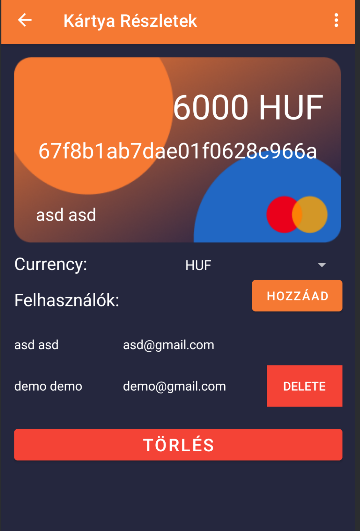 Kártya Részletek
6000 HUF
67f8b1ab7dae01f0628c966a
asd asd
Currency: HUF
Felhasználók: HOZZÁAD
asd asd asd@gmail.com
demo demo demo@gmail.com DELETE
TÖRLÉS